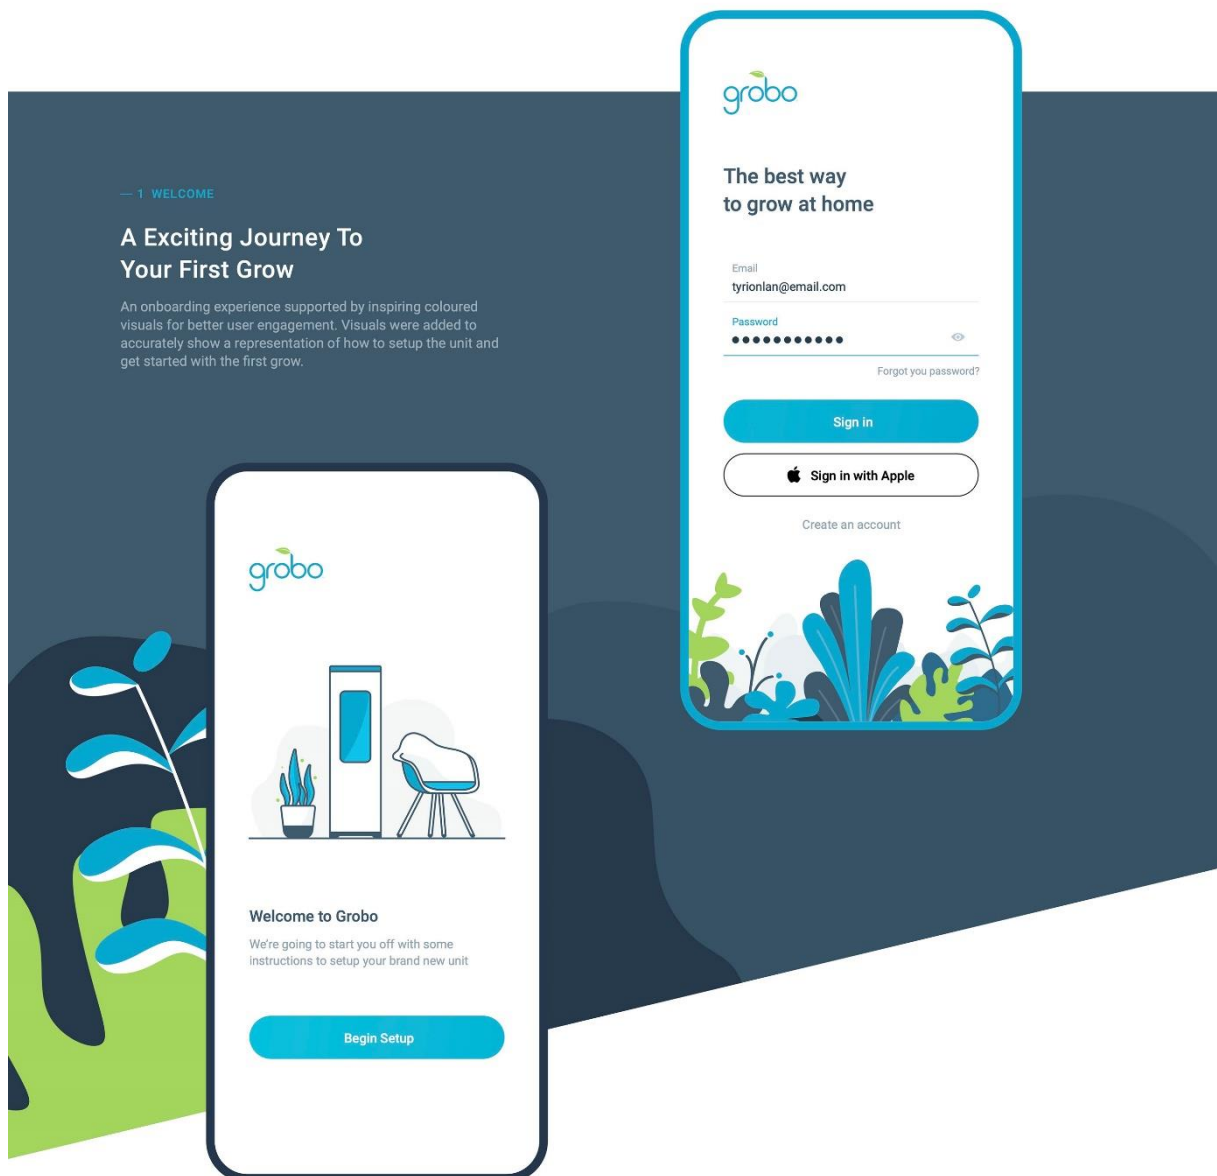 — 1 WELCOME
A Exciting Journey To
Your First Grow
An onboarding experience supported by inspiring coloured
visuals for better user engagement. Visuals were added to
accurately show a representation of how to setup the unit and
get started with the first grow.
grobo
The best way
to grow at home
Email
tyrionlan@email.com
Password
Forgot you password?
Sign in
Sign in with Apple
Create an account
grobo
Welcome to Grobo
We're going to start you off with some
instructions to setup your brand new unit
Begin Setup